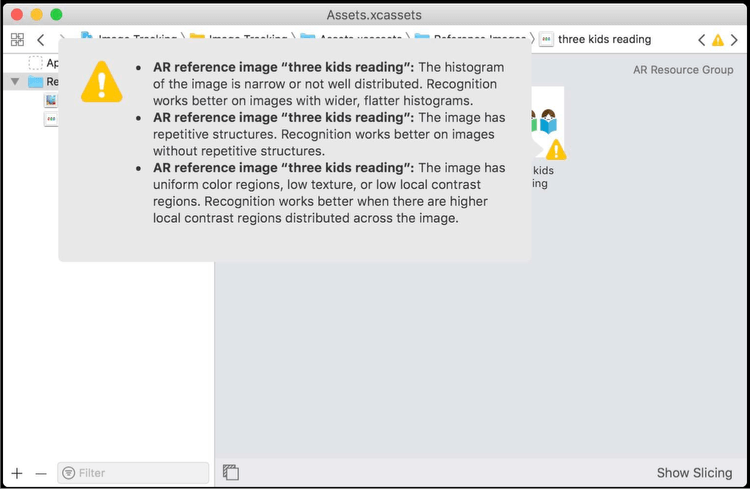 Assets.xcassets
Image Tracking Image Tracking Assets.xcassets Reference Images three kids reading
Ap
Re
AR Resource Group
• AR reference image “three kids reading”: The histogram
of the image is narrow or not well distributed. Recognition
works better on images with wider, flatter histograms.
• AR reference image “three kids reading”: The image has
repetitive structures. Recognition works better on images
without repetitive structures.
• AR reference image “three kids reading”: The image has
uniform color regions, low texture, or low local contrast
regions. Recognition works better when there are higher
local contrast regions distributed across the image.
kids
ing
Filter
Show Slicing